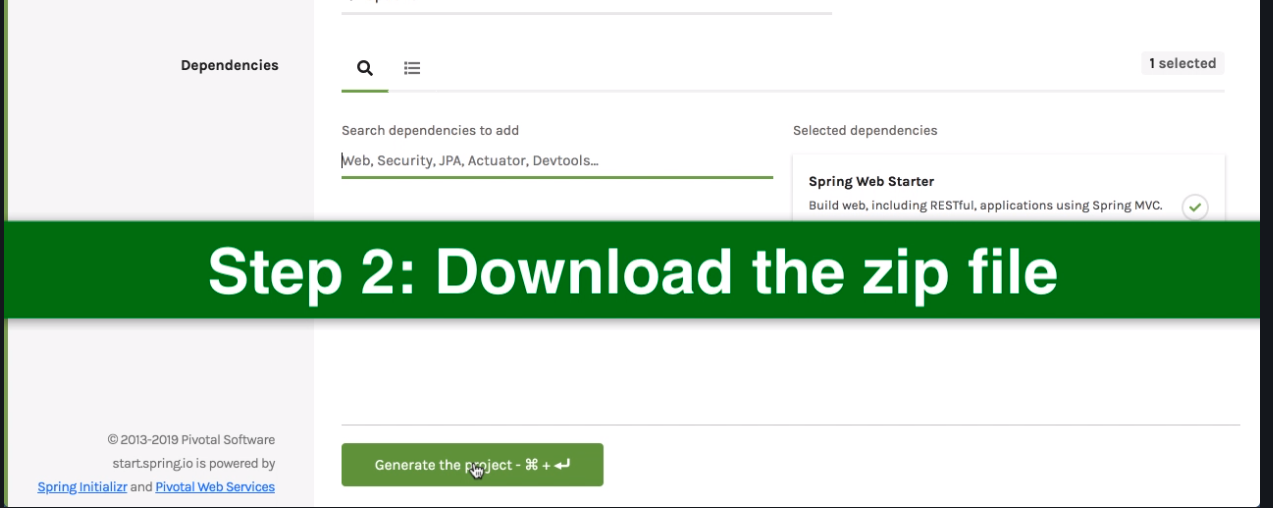 Dependencies
1 selected
Search dependencies to add
Selected dependencies
Web, Security, JPA, Actuator, Devtools...
Spring Web Starter
Build web, including RESTful, applications using Spring MVC.
Step 2: Download the zip file
© 2013-2019 Pivotal Software
start.spring.io is powered by
Spring Initializr and Pivotal Web Services
Generate the project - ⌘ + ↵